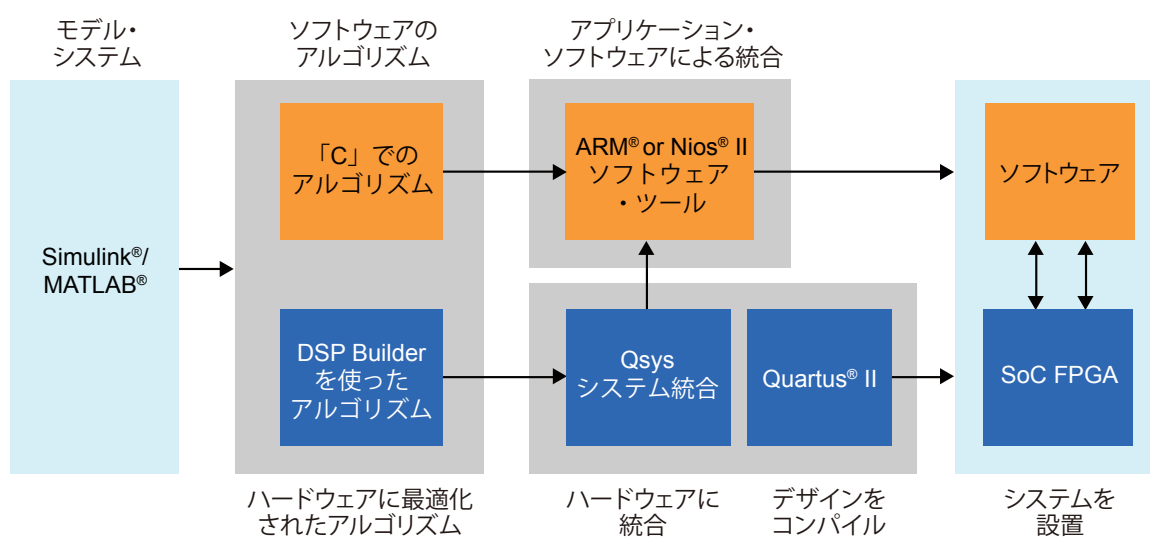 モデル・
システム
ソフトウェアの
アルゴリズム
アプリケーション・
ソフトウェアによる統合
Simulink®/
MATLAB®
「C」での
アルゴリズム
ARM® or Nios® II
ソフトウェア
・ツール
ソフトウェア
DSP Builder
を使った
アルゴリズム
Qsys
システム統合
Quartus® II
SoC FPGA
ハードウェアに最適化
されたアルゴリズム
ハードウェアに
統合
デザインを
コンパイル
システムを
設置